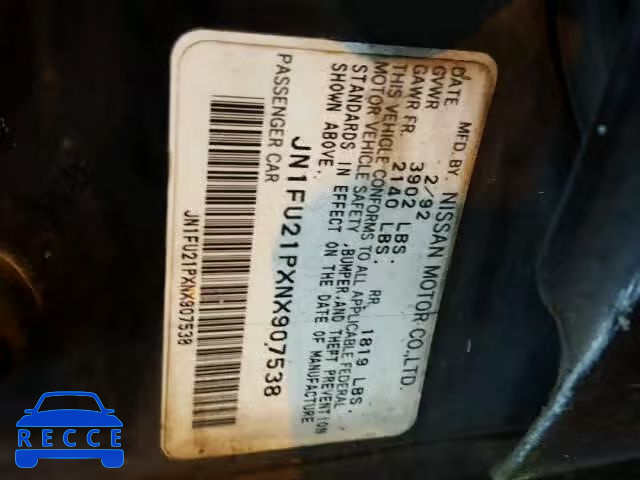 MFD.BY NISSAN MOTOR CO.,LTD.
DATE 2/92
GVWR 3902 LBS.
GAWR FR. 2140 LBS. RR 1819 LBS.
THIS VEHICLE CONFORMS TO ALL APPLICABLE FEDERAL
MOTOR VEHICLE SAFETY ,BUMPER,AND THEFT PREVENTION
STANDARDS IN EFFECT ON THE DATE OF MANUFACTURE
SHOWN ABOVE.
JN1FU21PXNX907538
PASSENGER CAR
JN1FU21PXNX907538
RECCE